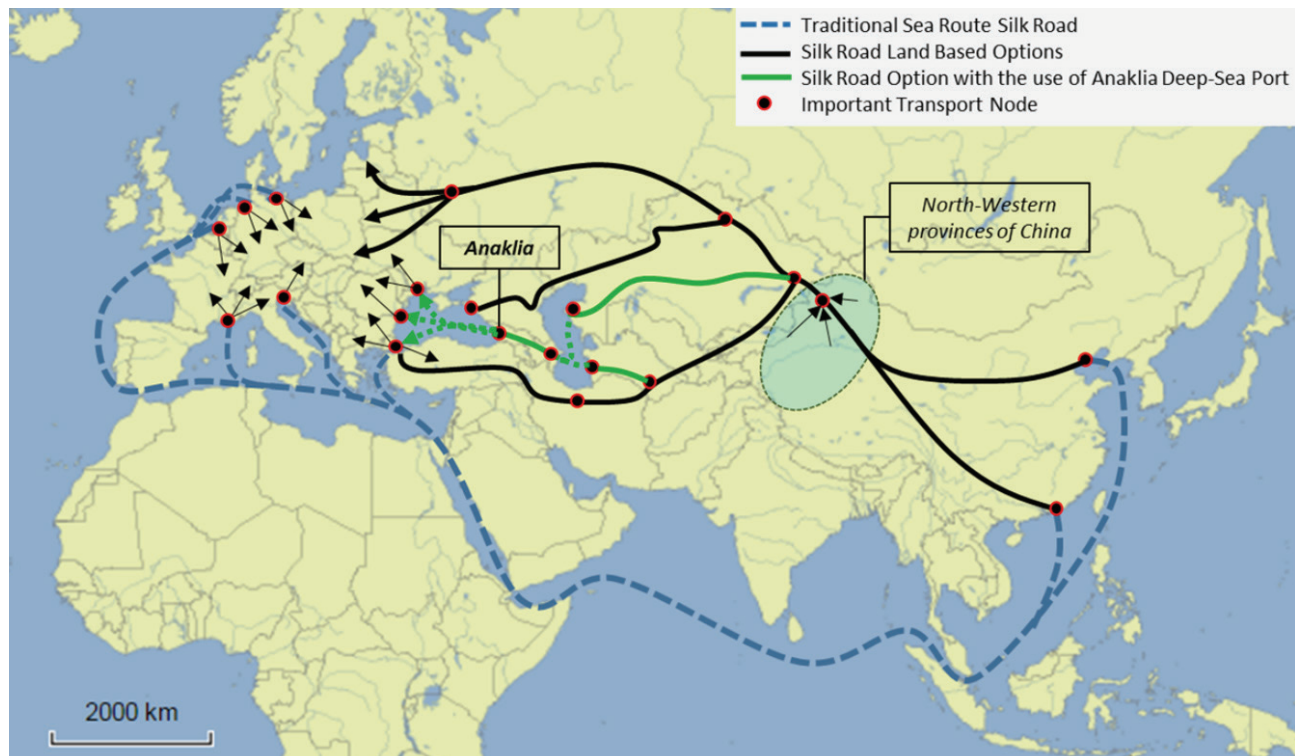 Traditional Sea Route Silk Road
Silk Road Land Based Options
Silk Road Option with the use of Anaklia Deep-Sea Port
Important Transport Node
North-Western
provinces of China
Anaklia
2000 km